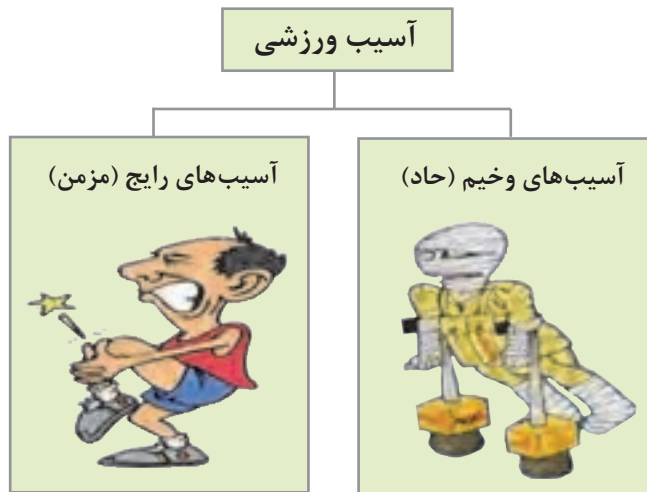 آسیب ورزشی
آسیب‌های وخیم (حاد)
آسیب‌های رایج (مزمن)